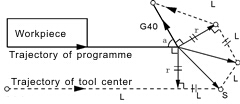 L
G40
Workpiece
r
L
a
Trajectory of programme
L
r
L
Trajectory of tool center
L
L
S